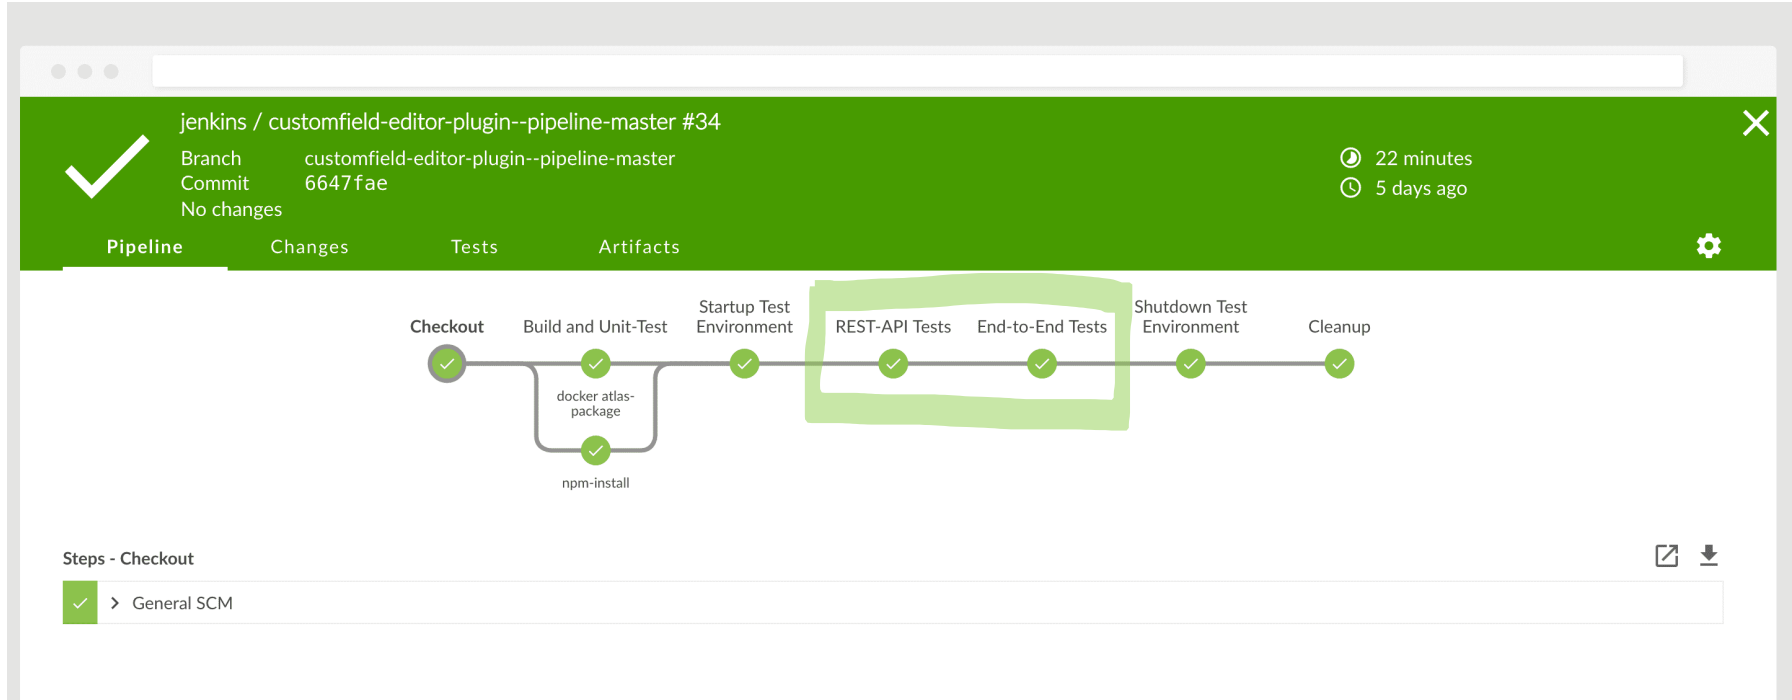 jenkins / customfield-editor-plugin--pipeline-master #34
Branch customfield-editor-plugin--pipeline-master
22 minutes
Commit 6647fae
5 days ago
No changes
Pipeline Changes Tests Artifacts
Checkout
Build and Unit-Test
Startup Test
Environment
REST-API Tests
End-to-End Tests
Shutdown Test
Environment
Cleanup
docker atlas-
package
npm-install
Steps - Checkout
General SCM